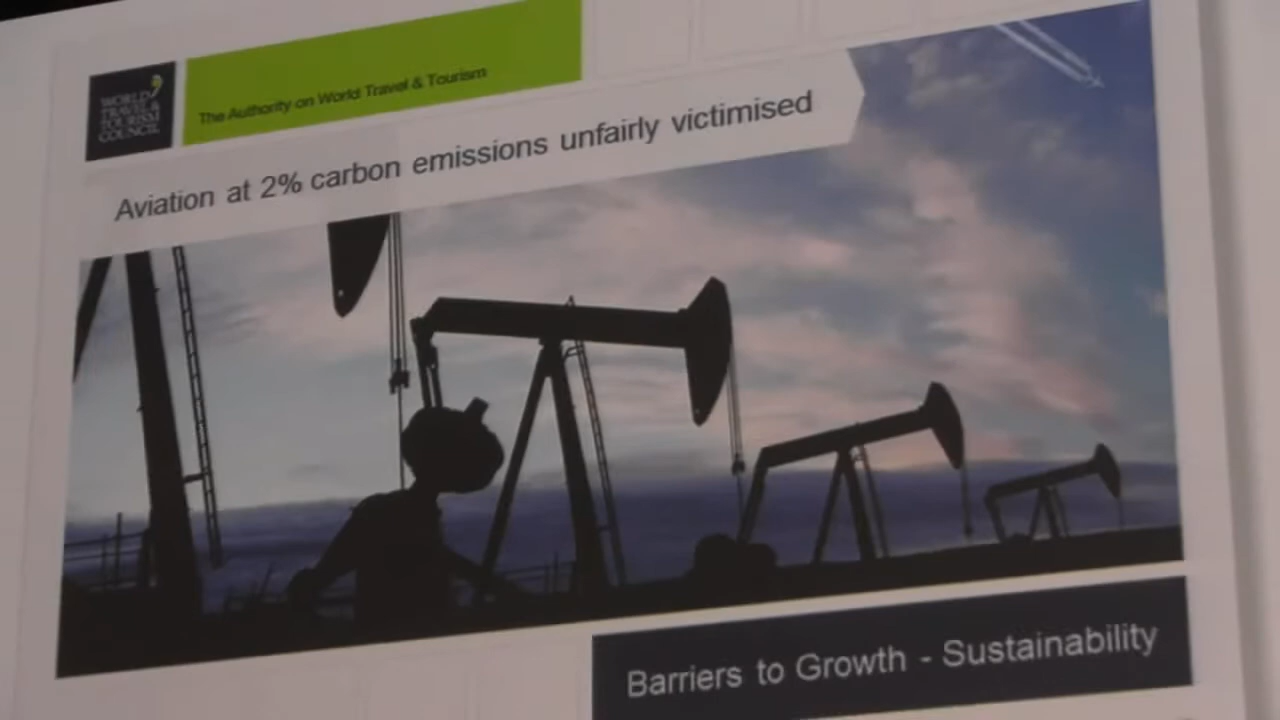 WORLD
TRAVEL &
TOURISM
COUNCIL
The Authority on World Travel & Tourism
Aviation at 2% carbon emissions unfairly victimised
Barriers to Growth - Sustainability